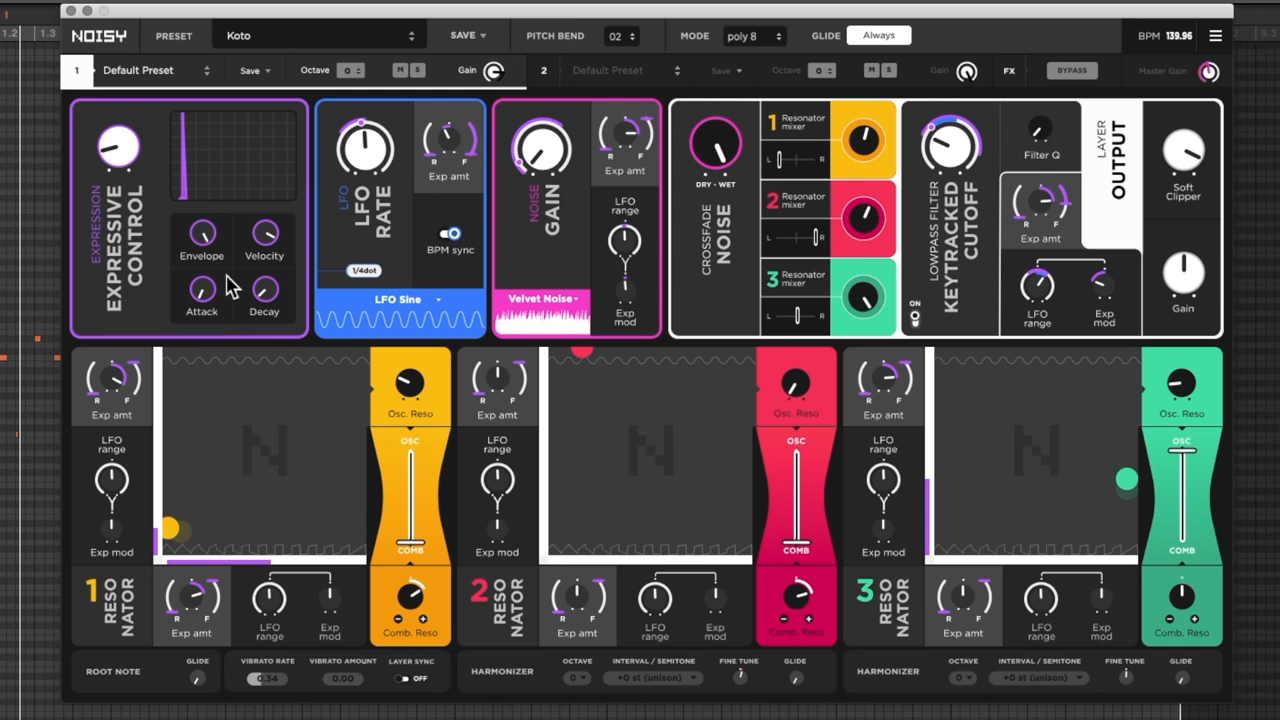 1
1.2 1.3
9.3
NOISY PRESET Koto SAVE PITCH BEND 02 MODE poly 8 GLIDE Always BPM 139.96
1 Default Preset Save Octave 0 M S Gain 2 Default Preset Save Octave 0 M S Gain FX BYPASS Master Gain
EXPRESSION
EXPRESSIVE
CONTROL
Envelope Velocity
Attack Decay
LFO
LFO
RATE
R F
Exp amt
BPM sync
1/4dot
LFO Sine
NOISE
GAIN
R F
Exp amt
LFO
range
Exp
mod
Velvet Noise
DRY - WET
CROSSFADE
NOISE
1 Resonator
mixer
L R
2 Resonator
mixer
L R
3 Resonator
mixer
L R
LOWPASS FILTER
KEYTRACKED
CUTOFF
ON
Filter Q
R F
Exp amt
LFO
range
Exp
mod
LAYER
OUTPUT
Soft
Clipper
Gain
R F
Exp amt
LFO
range
Exp mod
N
Osc. Reso
OSC
COMB
1 RESO
NATOR
R F
Exp amt
LFO
range
Exp
mod
Comb. Reso
R F
Exp amt
LFO
range
Exp mod
N
Osc. Reso
OSC
COMB
2 RESO
NATOR
R F
Exp amt
LFO
range
Exp
mod
Comb. Reso
R F
Exp amt
LFO
range
Exp mod
N
Osc. Reso
OSC
COMB
3 RESO
NATOR
R F
Exp amt
LFO
range
Exp
mod
Comb. Reso
ROOT NOTE GLIDE VIBRATO RATE VIBRATO AMOUNT LAYER SYNC
0.34 0.00 OFF
HARMONIZER OCTAVE INTERVAL / SEMITONE FINE TUNE GLIDE
0 +0 st (unison)
HARMONIZER OCTAVE INTERVAL / SEMITONE FINE TUNE GLIDE
0 +0 st (unison)